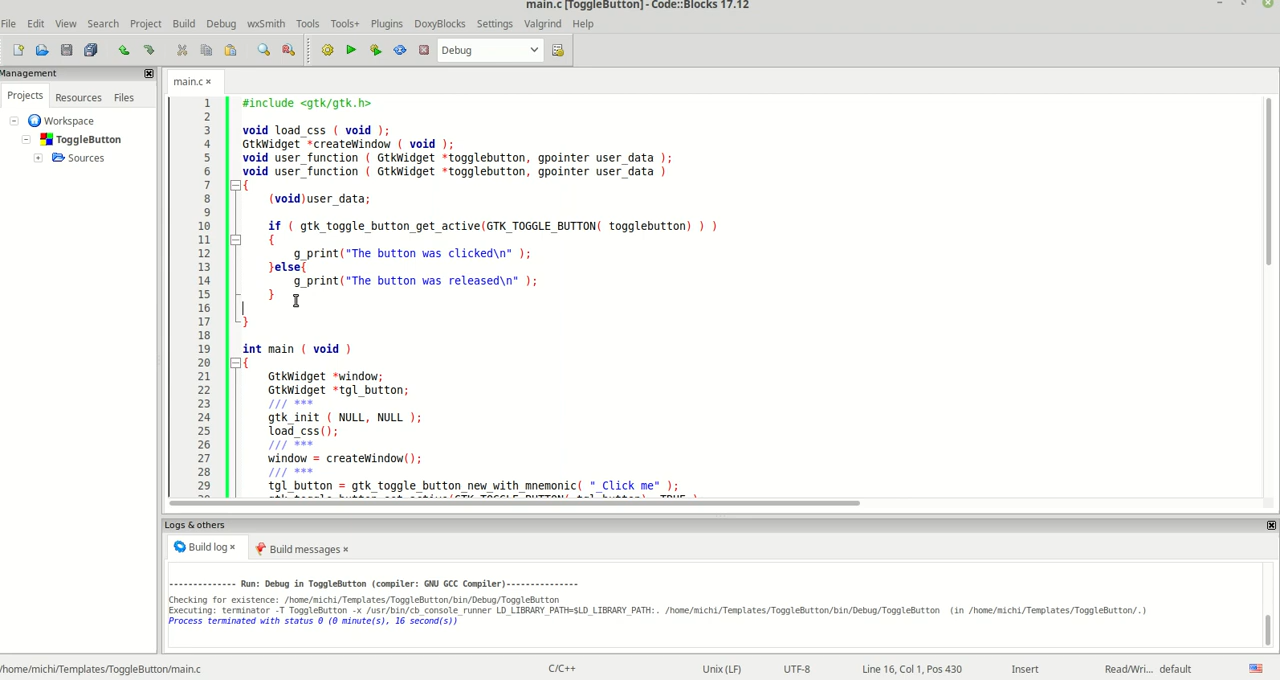 main.c [ToggleButton] - Code::Blocks 17.12
File Edit View Search Project Build Debug wxSmith Tools Tools+ Plugins DoxyBlocks Settings Valgrind Help
Debug
Management
Projects Resources Files
Workspace
ToggleButton
Sources
main.c
1 #include <gtk/gtk.h>
2
3 void load_css ( void );
4 GtkWidget *createWindow ( void );
5 void user_function ( GtkWidget *togglebutton, gpointer user_data );
6 void user_function ( GtkWidget *togglebutton, gpointer user_data )
7 {
8 (void)user_data;
9
10 if ( gtk_toggle_button_get_active(GTK_TOGGLE_BUTTON( togglebutton) ) )
11 {
12 g_print("The button was clicked\n" );
13 }else{
14 g_print("The button was released\n" );
15 }
16
17 }
18
19 int main ( void )
20 {
21 GtkWidget *window;
22 GtkWidget *tgl_button;
23 /// ***
24 gtk_init ( NULL, NULL );
25 load_css();
26 /// ***
27 window = createWindow();
28 /// ***
29 tgl_button = gtk_toggle_button_new_with_mnemonic( "_Click me" );
Logs & others
Build log × Build messages ×
-------------- Run: Debug in ToggleButton (compiler: GNU GCC Compiler)---------------
Checking for existence: /home/michi/Templates/ToggleButton/bin/Debug/ToggleButton
Executing: terminator -T ToggleButton -x /usr/bin/cb_console_runner LD_LIBRARY_PATH=$LD_LIBRARY_PATH:. /home/michi/Templates/ToggleButton/bin/Debug/ToggleButton (in /home/michi/Templates/ToggleButton/.)
Process terminated with status 0 (0 minute(s), 16 second(s))
/home/michi/Templates/ToggleButton/main.c C/C++ Unix (LF) UTF-8 Line 16, Col 1, Pos 430 Insert Read/Wri... default